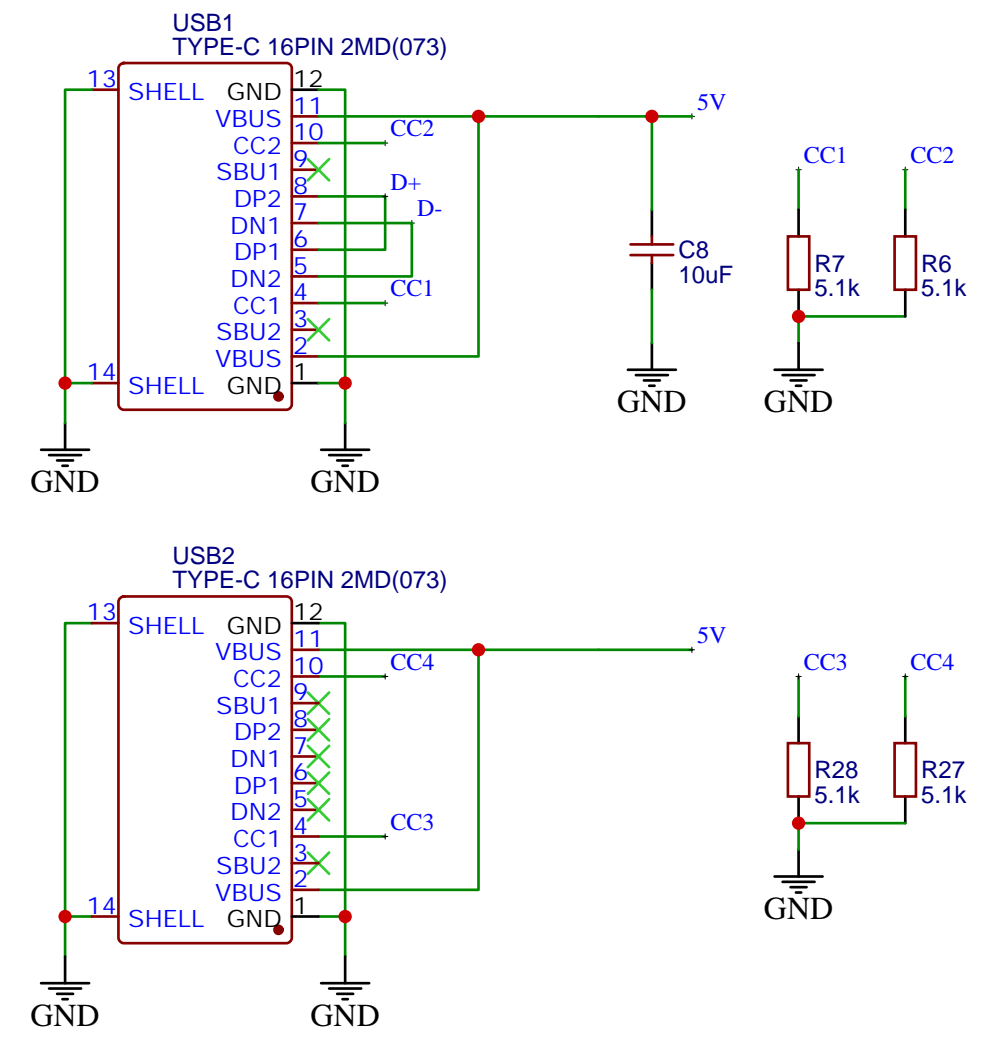 USB1
TYPE-C 16PIN 2MD(073)
13 SHELL GND 12
VBUS 11 5V
CC2 10 CC2
SBU1 9
DP2 8 D+
DN1 7 D-
DP1 6
DN2 5
CC1 4 CC1
SBU2 3
VBUS 2
14 SHELL GND 1
GND
GND
C8
10uF
GND
CC1 CC2
R7 R6
5.1k 5.1k
GND
USB2
TYPE-C 16PIN 2MD(073)
13 SHELL GND 12
VBUS 11 5V
CC2 10 CC4
SBU1 9
DP2 8
DN1 7
DP1 6
DN2 5
CC1 4 CC3
SBU2 3
VBUS 2
14 SHELL GND 1
GND
GND
CC3 CC4
R28 R27
5.1k 5.1k
GND